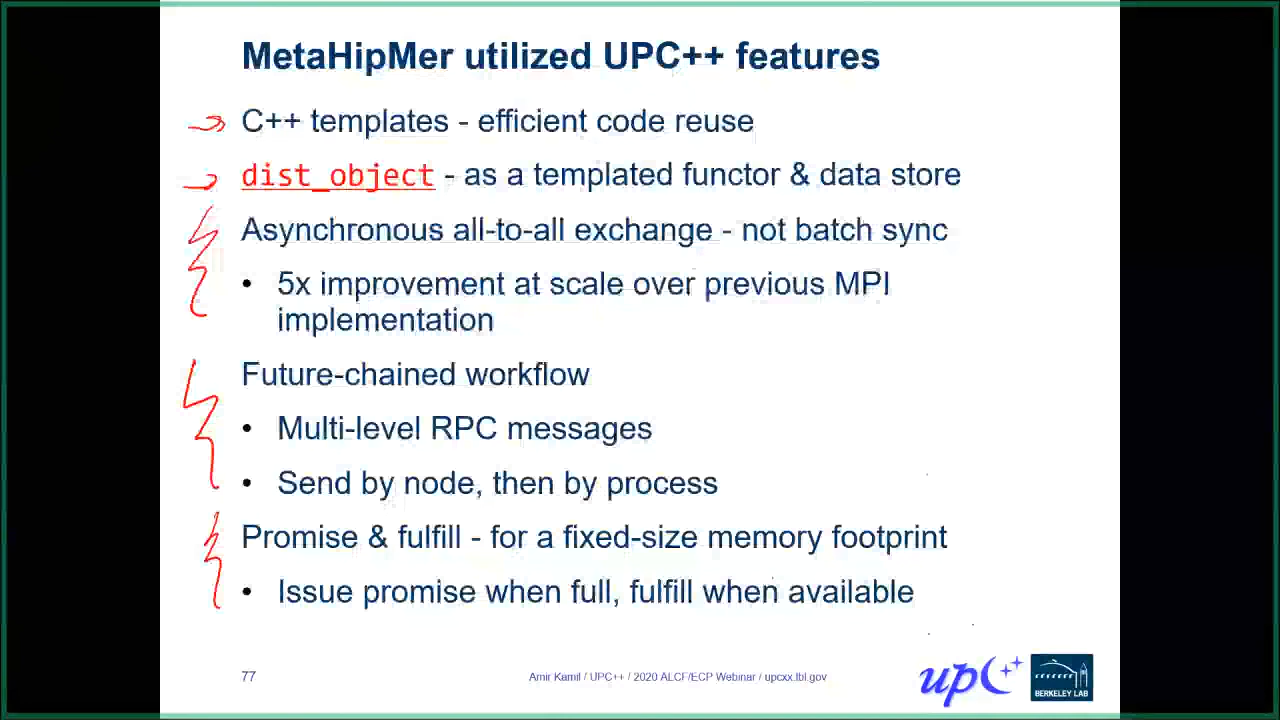 MetaHipMer utilized UPC++ features
C++ templates - efficient code reuse
dist_object - as a templated functor & data store
Asynchronous all-to-all exchange - not batch sync
• 5x improvement at scale over previous MPI
implementation
Future-chained workflow
• Multi-level RPC messages
• Send by node, then by process
Promise & fulfill - for a fixed-size memory footprint
• Issue promise when full, fulfill when available
77
Amir Kamil / UPC++ / 2020 ALCF/ECP Webinar / upcxx.lbl.gov
upc++
BERKELEY LAB